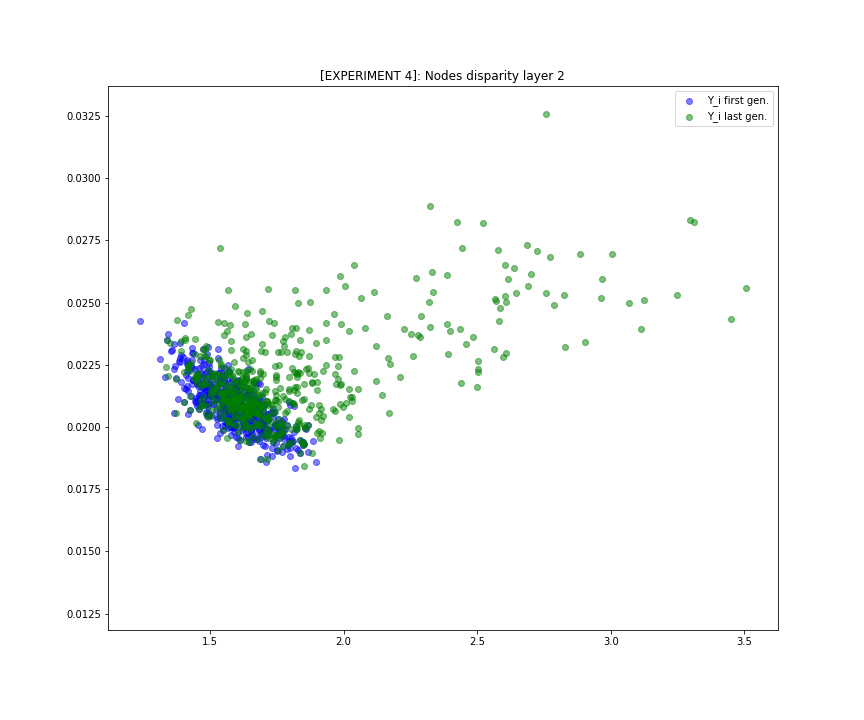 [EXPERIMENT 4]: Nodes disparity layer 2
Y_i first gen.
Y_i last gen.
0.0325
0.0300
0.0275
0.0250
0.0225
0.0200
0.0175
0.0150
0.0125
1.5 2.0 2.5 3.0 3.5